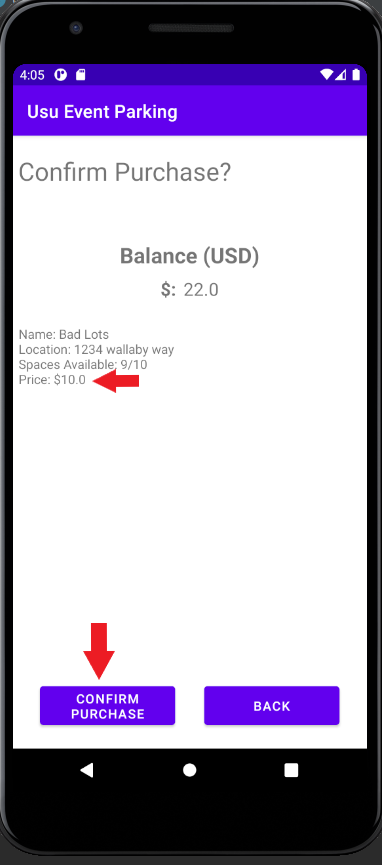 4:05
Usu Event Parking
Confirm Purchase?
Balance (USD)
$: 22.0
Name: Bad Lots
Location: 1234 wallaby way
Spaces Available: 9/10
Price: $10.0
CONFIRM
PURCHASE
BACK